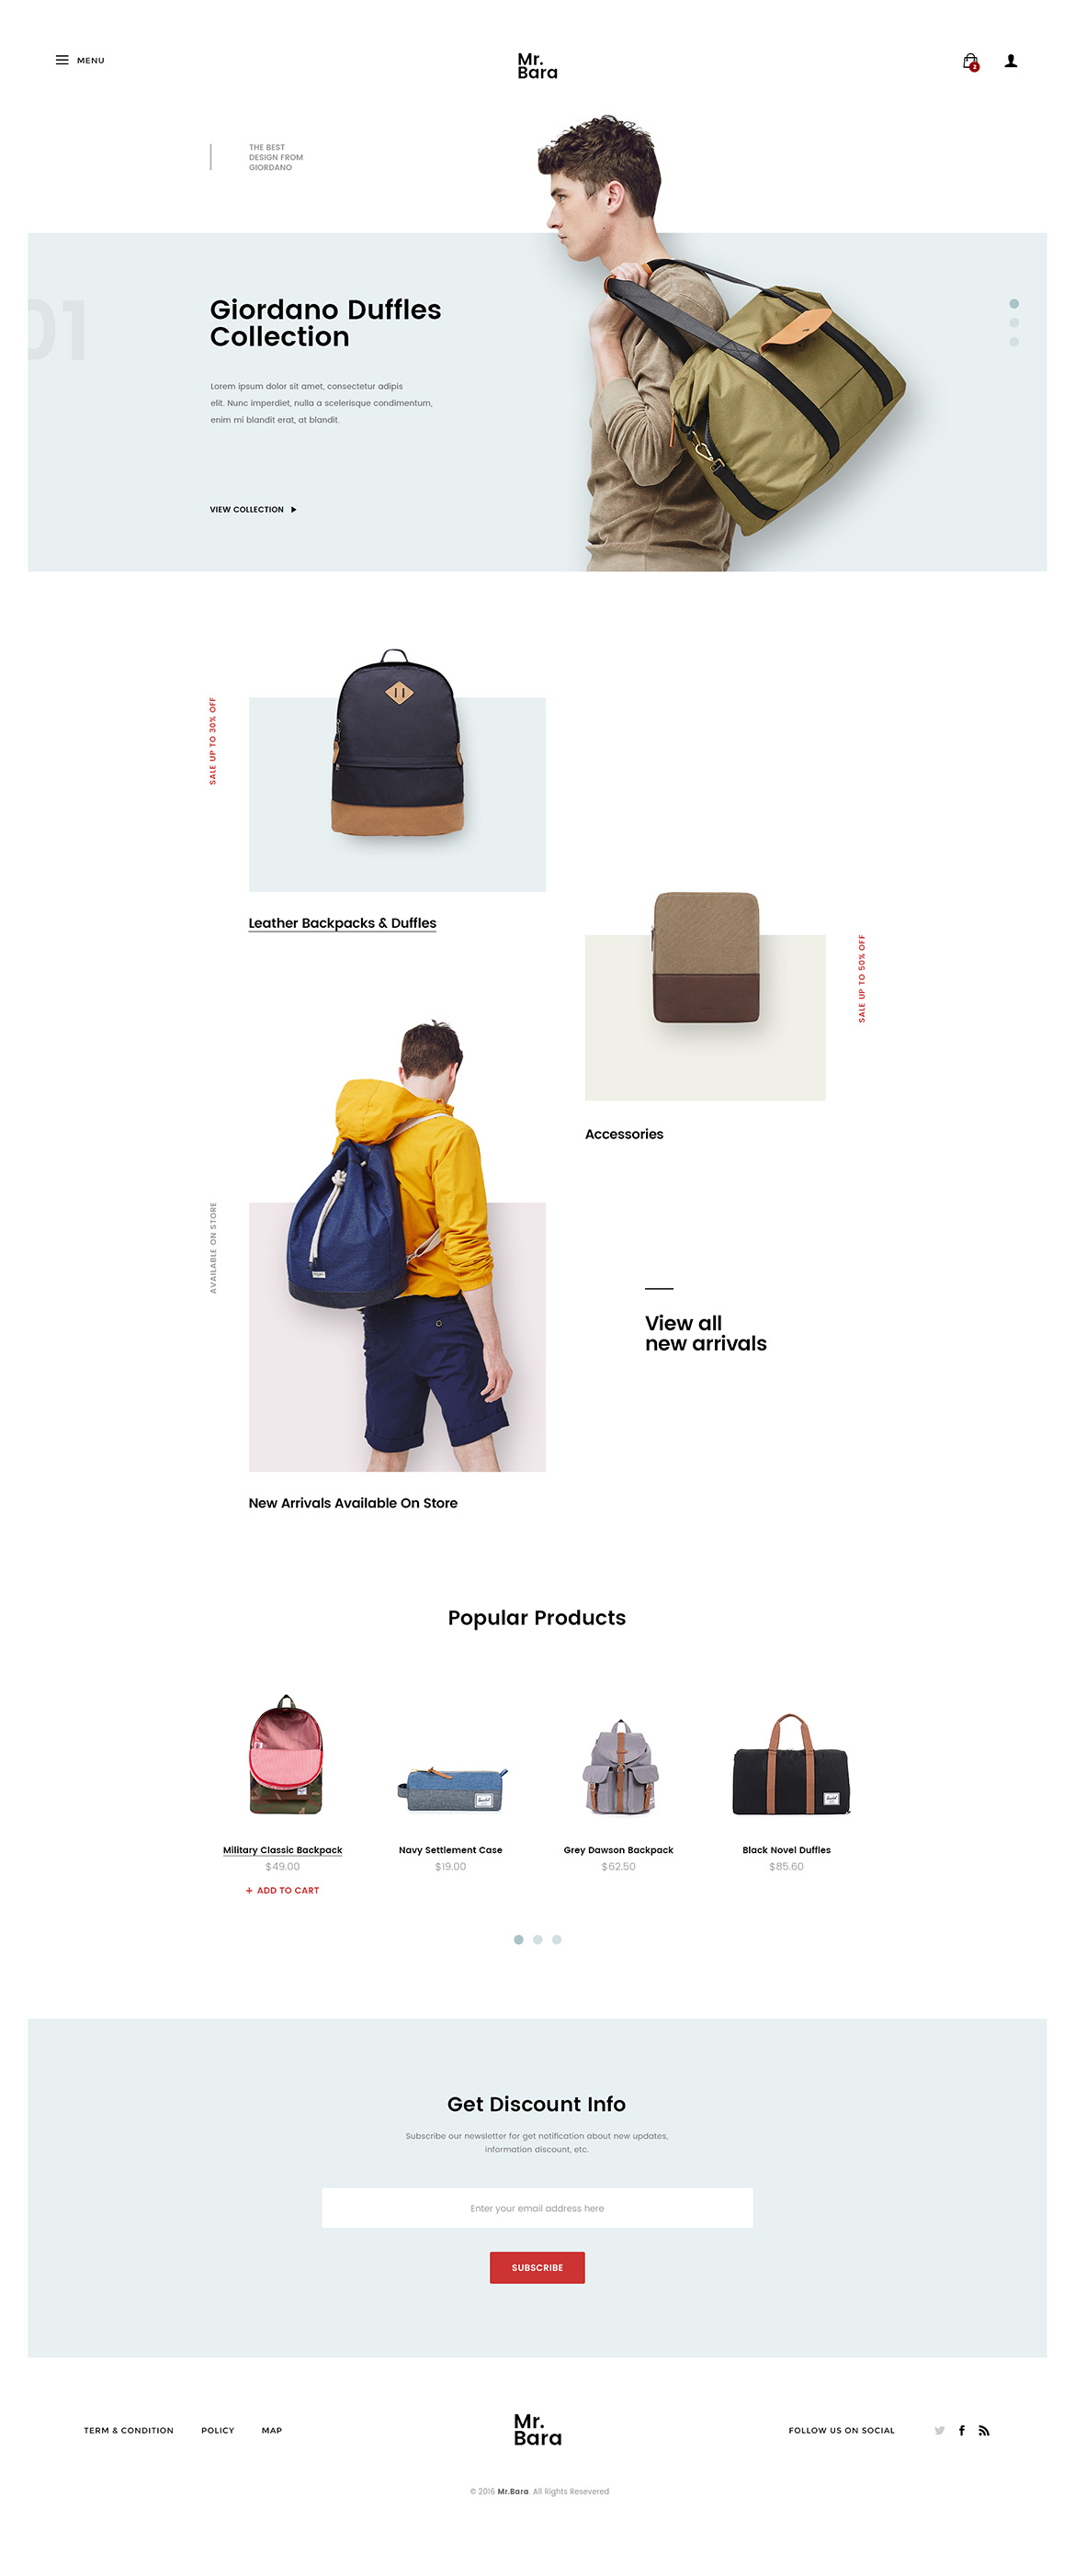 MENU
Mr.
Bara
2
THE BEST
DESIGN FROM
GIORDANO
01
Giordano Duffles
Collection
Lorem ipsum dolor sit amet, consectetur adipis
elit. Nunc imperdiet, nulla a scelerisque condimentum,
enim mi blandit erat, at blandit.
VIEW COLLECTION
SALE UP TO 30% OFF
Leather Backpacks & Duffles
SALE UP TO 50% OFF
Accessories
AVAILABLE ON STORE
View all
new arrivals
New Arrivals Available On Store
Popular Products
Military Classic Backpack
$49.00
+ ADD TO CART
Navy Settlement Case
$19.00
Grey Dawson Backpack
$62.50
Black Novel Duffles
$85.60
Get Discount Info
Subscribe our newsletter for get notification about new updates,
information discount, etc.
Enter your email address here
SUBSCRIBE
TERM & CONDITION
POLICY
MAP
Mr.
Bara
FOLLOW US ON SOCIAL
© 2016 Mr.Bara. All Rights Resevered